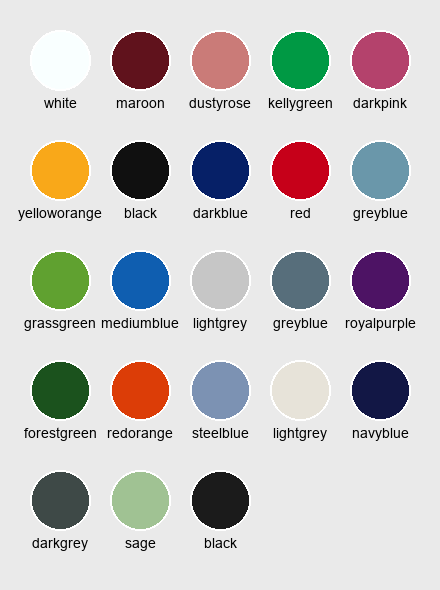 white maroon dustyrose kellygreen darkpink
yelloworange black darkblue red greyblue
grassgreen mediumblue lightgrey greyblue royalpurple
forestgreen redorange steelblue lightgrey navyblue
darkgrey sage black